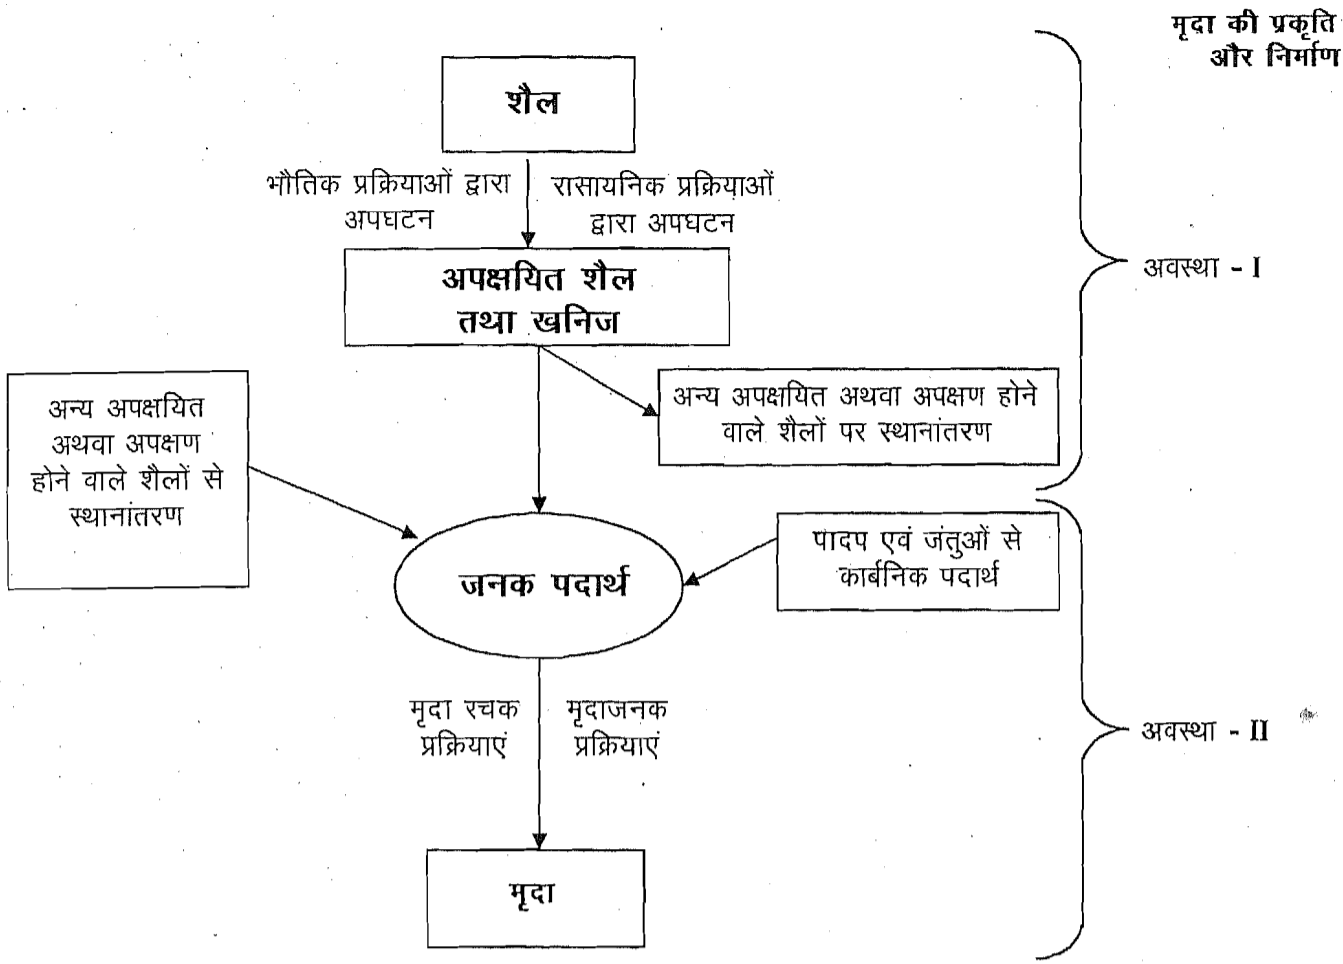 मृदा की प्रकृति
और निर्माण
शैल
भौतिक प्रक्रियाओं द्वारा
अपघटन
रासायनिक प्रक्रियाओं
द्वारा अपघटन
अपक्षयित शैल
तथा खनिज
अवस्था - I
अन्य अपक्षयित अथवा अपक्षण होने
वाले शैलों पर स्थानांतरण
अन्य अपक्षयित
अथवा अपक्षण
होने वाले शैलों से
स्थानांतरण
पादप एवं जंतुओं से
कार्बनिक पदार्थ
जनक पदार्थ
मृदा रचक
प्रक्रियाएं
मृदाजनक
प्रक्रियाएं
अवस्था - II
मृदा